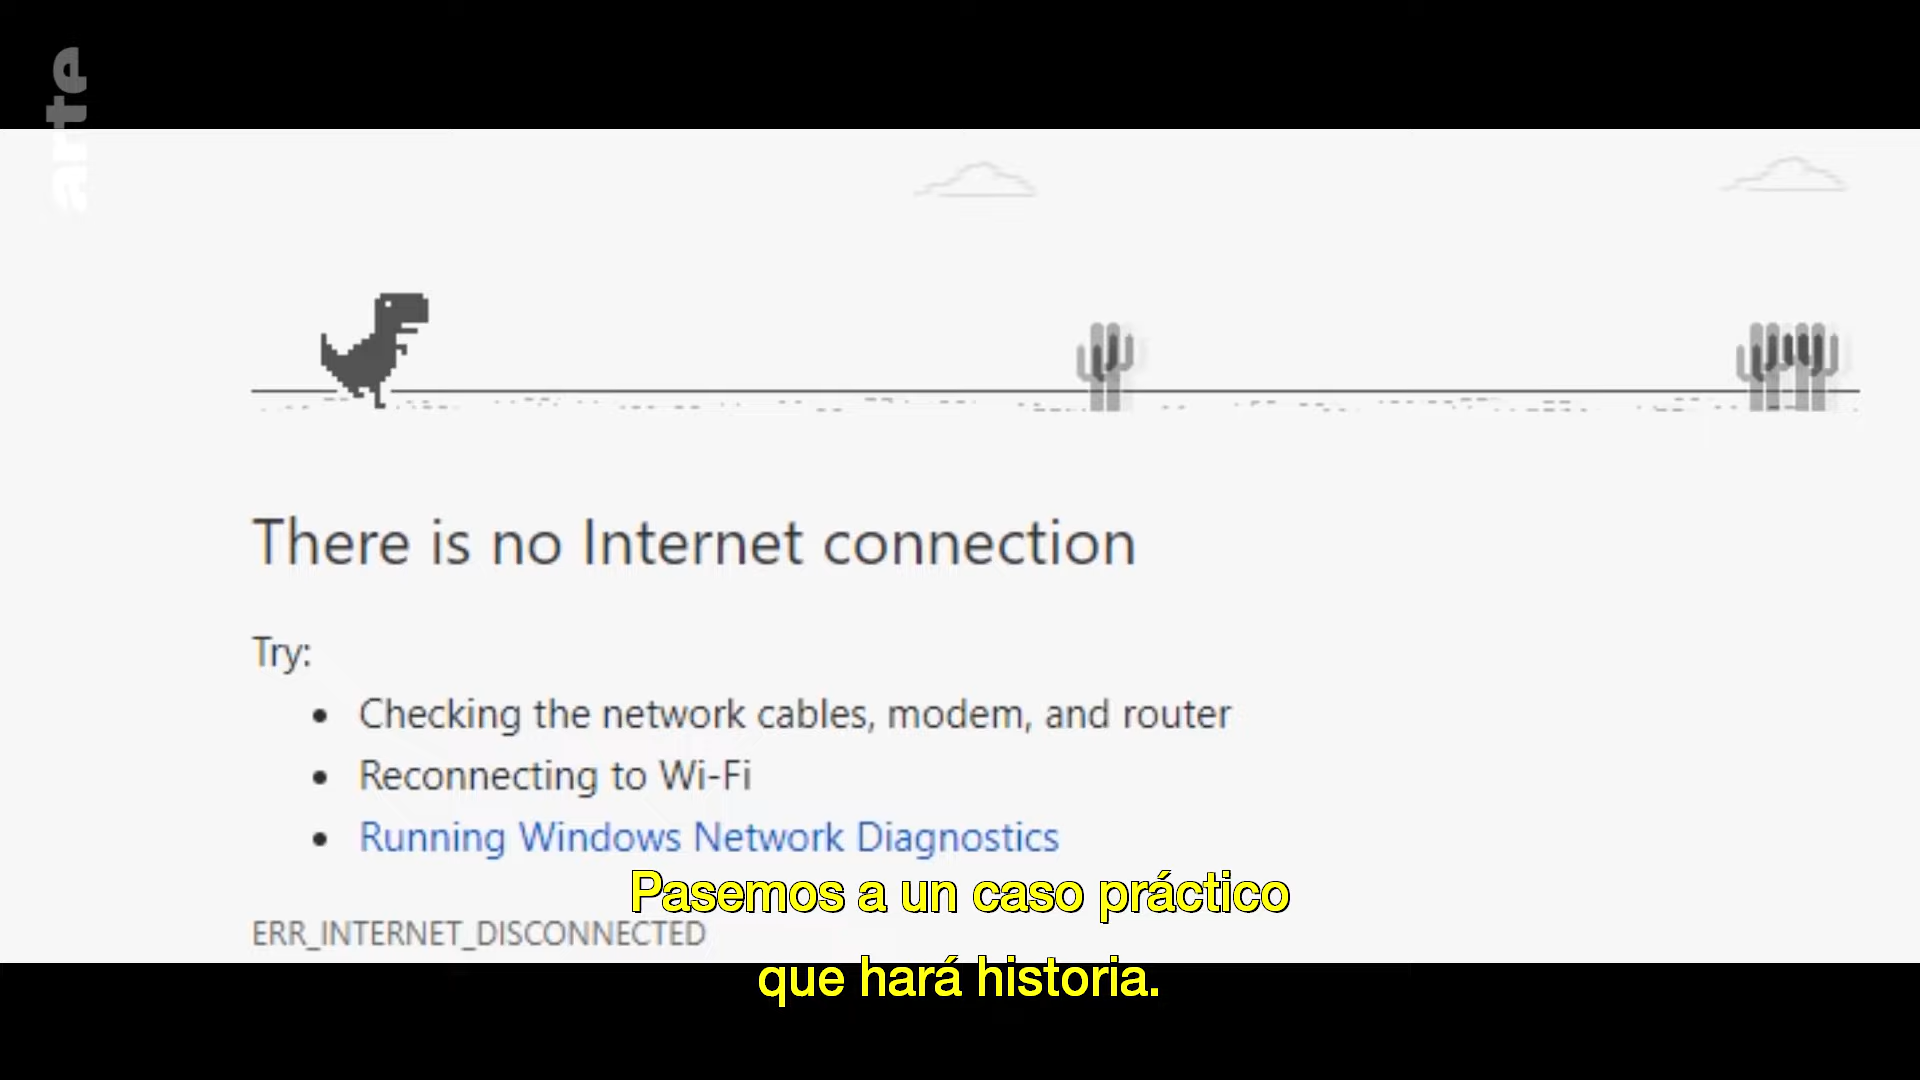 arte
There is no Internet connection
Try:
Checking the network cables, modem, and router
Reconnecting to Wi-Fi
Running Windows Network Diagnostics
ERR_INTERNET_DISCONNECTED
Pasemos a un caso práctico
que hará historia.